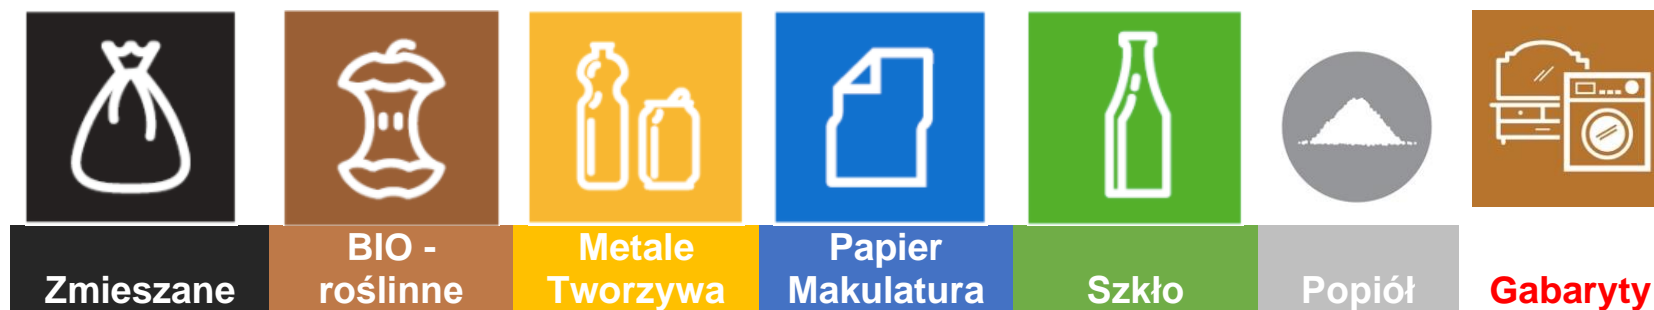 Zmieszane
BIO -
roślinne
Metale
Tworzywa
Papier
Makulatura
Szkło
Popiół
Gabaryty